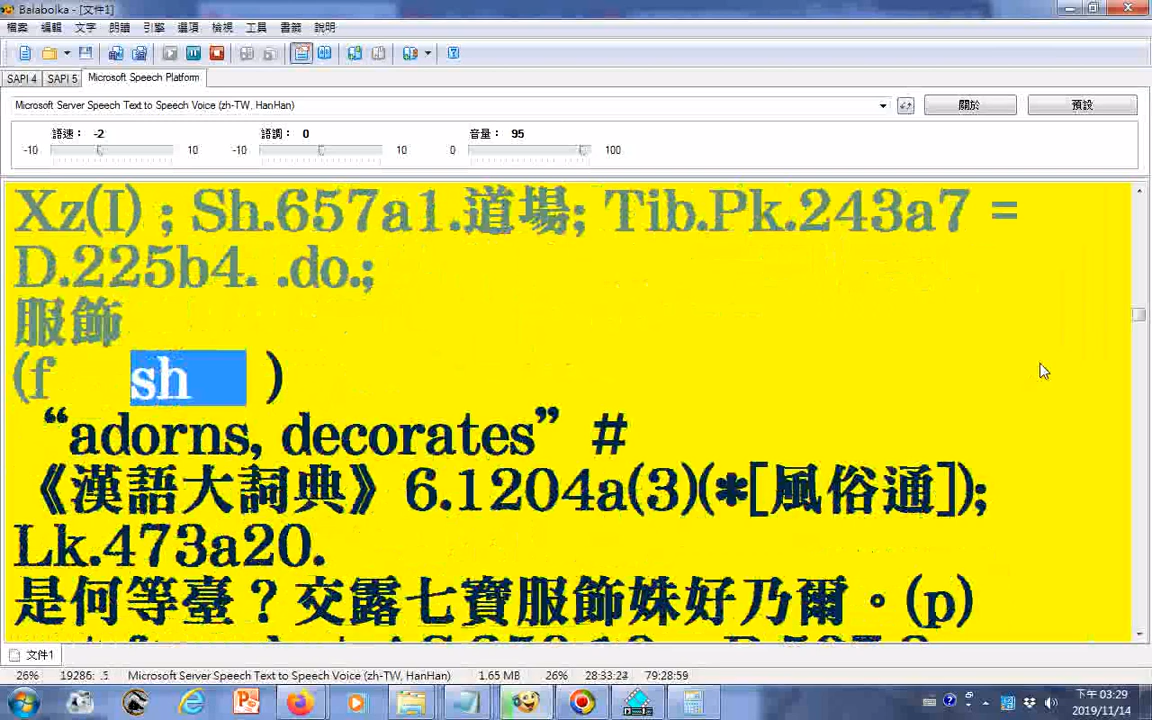 Balabolka - [文件1]
檔案 編輯 文字 朗讀 引擎 選項 檢視 工具 書籤 說明
SAPI 4 SAPI 5 Microsoft Speech Platform
Microsoft Server Speech Text to Speech Voice (zh-TW, HanHan) 關於 預設
語速： -2 語調： 0 音量： 95
-10 10 -10 10 0 100
Xz(I) ; Sh.657a1.道場; Tib.Pk.243a7 =
D.225b4. .do.;
服飾
(f sh )
“adorns, decorates” #
《漢語大詞典》 6.1204a(3)(*[風俗通]);
Lk.473a20.
是何等臺？交露七寶服飾姝好乃爾。(p)
文件1
26% 19286: .5 Microsoft Server Speech Text to Speech Voice (zh-TW, HanHan) 1.65 MB 26% 28:33:23 79:28:59
下午 03:29
2019/11/14